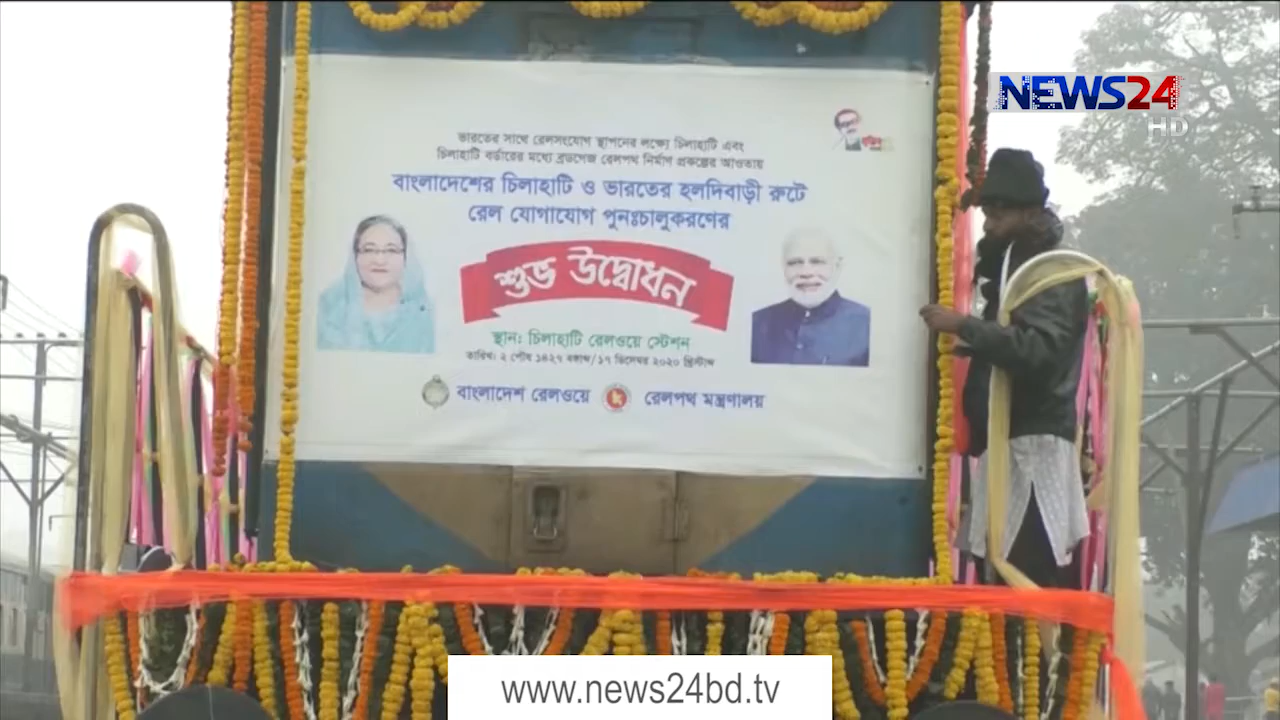 NEWS24
HD
ভারতের সাথে রেলসংযোগ স্থাপনের লক্ষ্যে চিলাহাটি এবং
চিলাহাটি বর্ডারের মধ্যে ব্রডগেজ রেলপথ নির্মাণ প্রকল্পের আওতায়
বাংলাদেশের চিলাহাটি ও ভারতের হলদিবাড়ী রুটে
রেল যোগাযোগ পুনঃচালুকরণের
শুভ উদ্বোধন
স্থান: চিলাহাটি রেলওয়ে স্টেশন
তারিখ: ২ পৌষ ১৪২৭ বঙ্গাব্দ/১৭ ডিসেম্বর ২০২০ খ্রিস্টাব্দ
বাংলাদেশ রেলওয়ে রেলপথ মন্ত্রণালয়
www.news24bd.tv